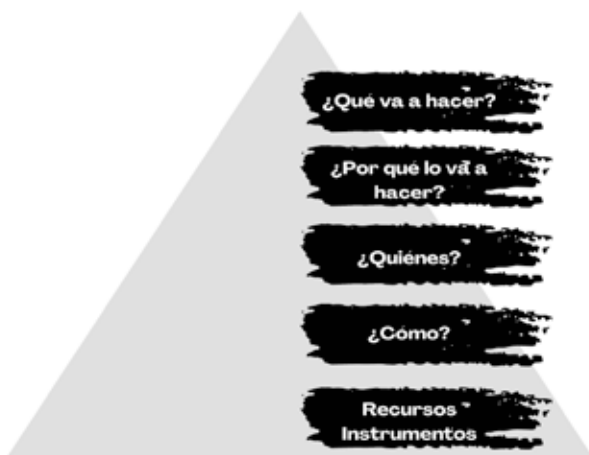 ¿Qué va a hacer?
¿Por qué lo va a
hacer?
¿Quiénes?
¿Cómo?
Recursos
Instrumentos